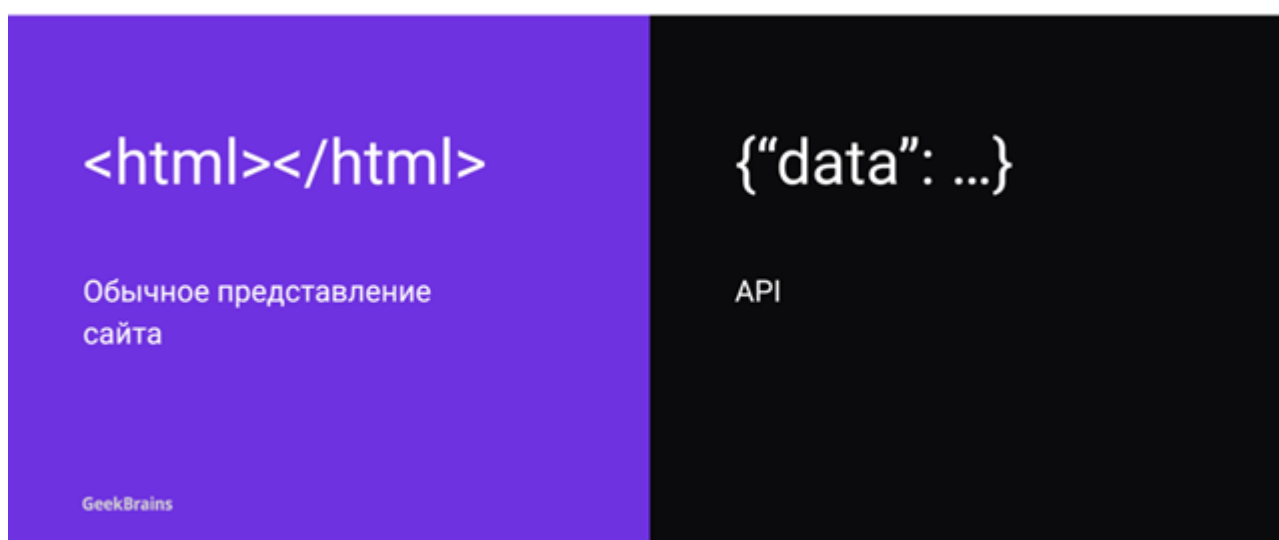 <html></html>
Обычное представление
сайта
GeekBrains
{“data”: ...}
API